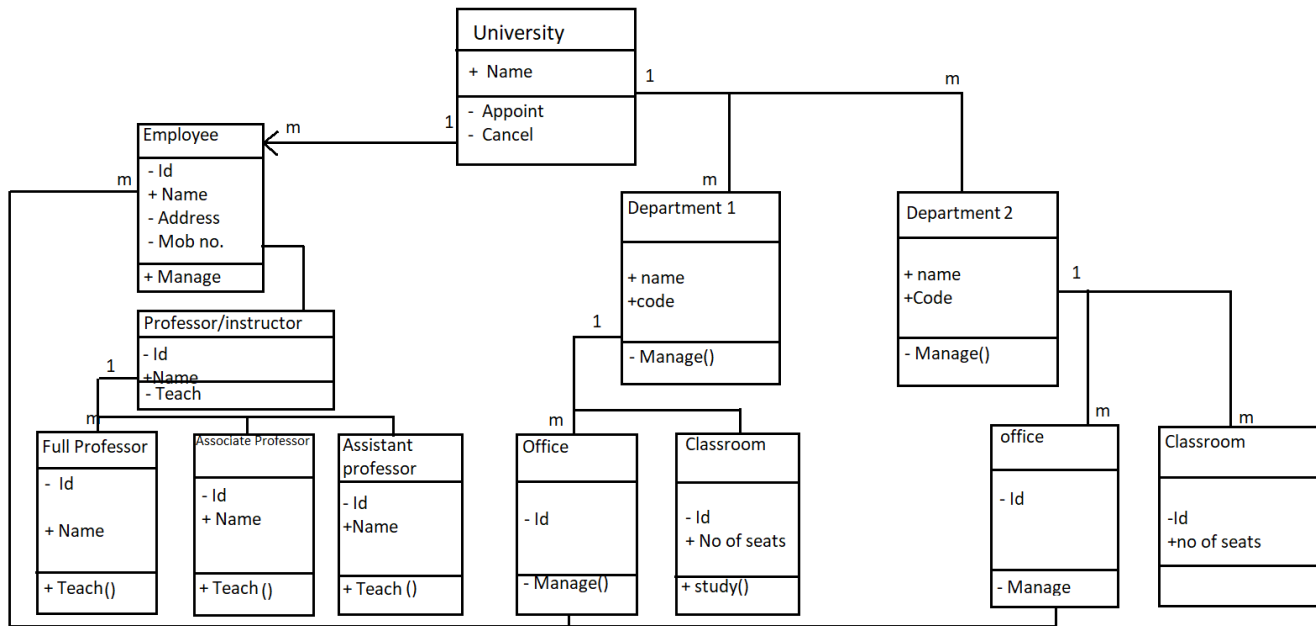 University
+ Name
- Appoint
- Cancel
1
m
1
m
m
m
Employee
- Id
+ Name
- Address
- Mob no.
+ Manage
m
Department 1
+ name
+code
- Manage()
Department 2
+ name
+Code
- Manage()
1
1
Professor/instructor
- Id
+Name
- Teach
1
m
m
m
m
Full Professor
- Id
+ Name
+ Teach()
Associate Professor
- Id
+ Name
+ Teach ()
Assistant
professor
- Id
+Name
+ Teach ()
Office
- Id
- Manage()
Classroom
- Id
+ No of seats
+ study()
office
- Id
- Manage
Classroom
-Id
+no of seats